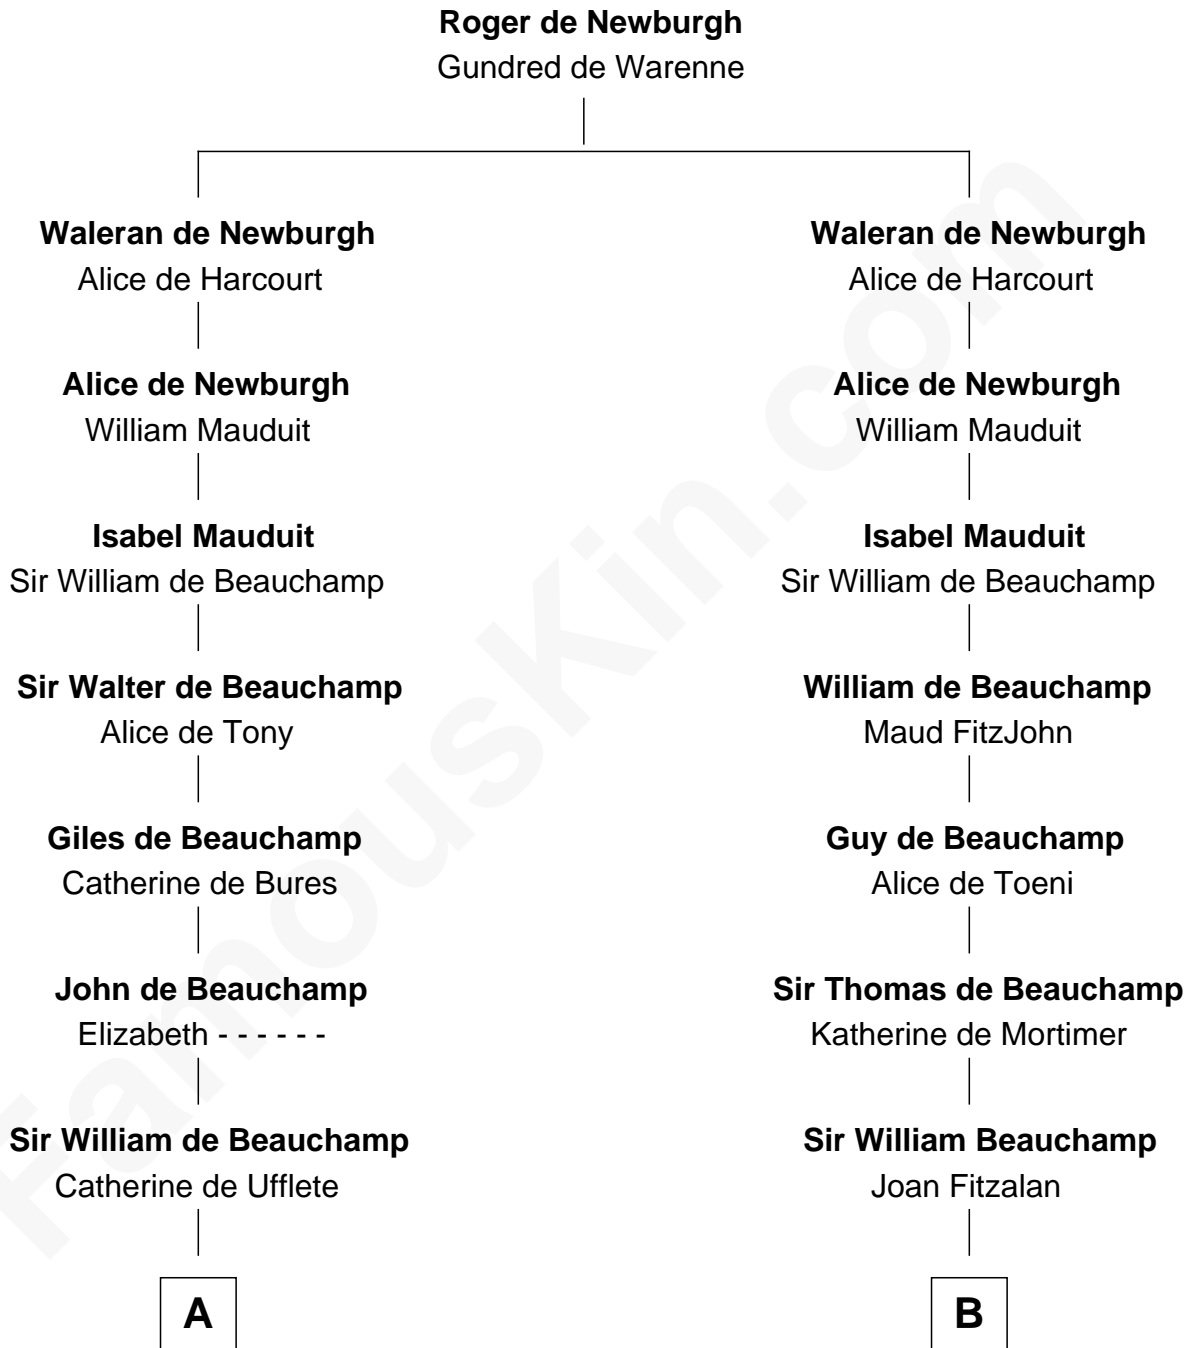 Roger de Newburgh
Gundred de Warenne
Waleran de Newburgh
Alice de Harcourt
Alice de Newburgh
William Mauduit
Isabel Mauduit
Sir William de Beauchamp
Sir Walter de Beauchamp
Alice de Tony
Giles de Beauchamp
Catherine de Bures
John de Beauchamp
Elizabeth - - - - - -
Sir William de Beauchamp
Catherine de Ufflete
A
Waleran de Newburgh
Alice de Harcourt
Alice de Newburgh
William Mauduit
Isabel Mauduit
Sir William de Beauchamp
William de Beauchamp
Maud FitzJohn
Guy de Beauchamp
Alice de Toeni
Sir Thomas de Beauchamp
Katherine de Mortimer
Sir William Beauchamp
Joan Fitzalan
B
FamousKin.com